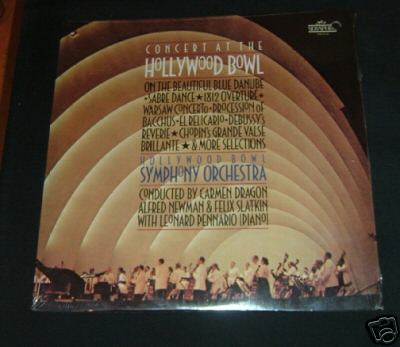 CONCERT AT THE
HOLLYWOOD BOWL
ON THE BEAUTIFUL BLUE DANUBE
• SABRE DANCE ★ 1812 OVERTURE •
WARSAW CONCERTO • PROCESSION OF
BACCHUS • EL RELICARIO • DEBUSSY'S
REVERIE ★ CHOPIN'S GRANDE VALSE
BRILLANTE ★ & MORE SELECTIONS
HOLLYWOOD BOWL
SYMPHONY ORCHESTRA
CONDUCTED BY CARMEN DRAGON
ALFRED NEWMAN & FELIX SLATKIN
WITH LEONARD PENNARIO [PIANO]